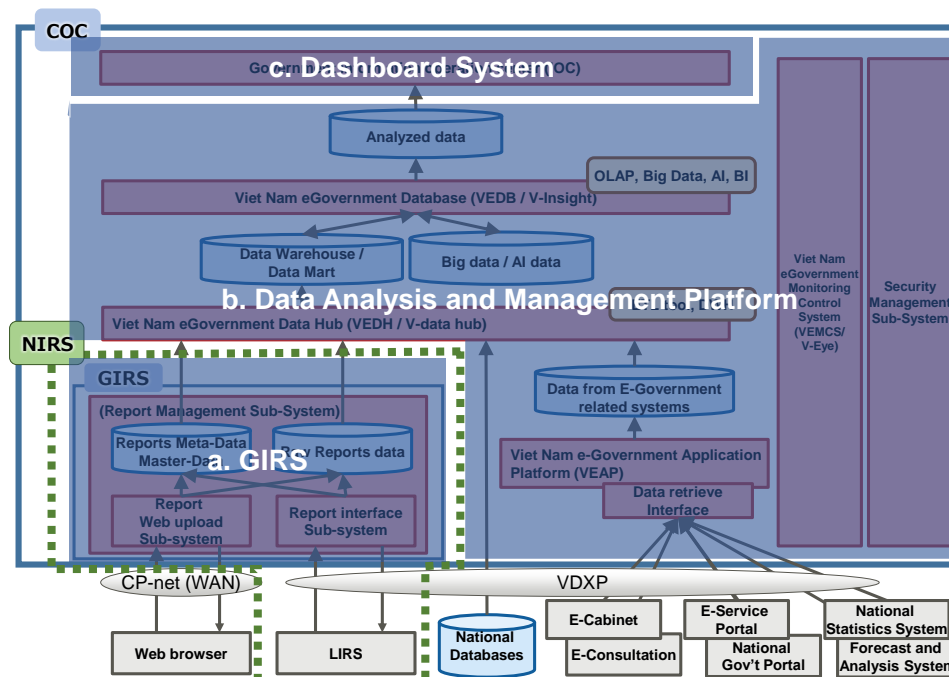 COC
c. Dashboard System
Analyzed data
OLAP, Big Data, AI, BI
Viet Nam eGovernment Database (VEDB / V-Insight)
Data Warehouse /
Data Mart
Big data / AI data
b. Data Analysis and Management Platform
Viet Nam eGovernment Data Hub (VEDH / V-data hub)
Viet Nam
eGovernment
Monitoring
Control
System
(VEMCS/
V-Eye)
Security
Management
Sub-System
NIRS
GIRS
(Report Management Sub-System)
Reports Meta-Data
Reports data
a. GIRS
Report
Web upload
Sub-system
Report interface
Sub-system
Data from E-Government
related systems
Viet Nam e-Government Application
Platform (VEAP)
Data retrieve
Interface
CP-net (WAN)
VDXP
Web browser
LIRS
National
Databases
E-Cabinet
E-Consultation
E-Service
Portal
National
Gov't Portal
National
Statistics System
Forecast and
Analysis System